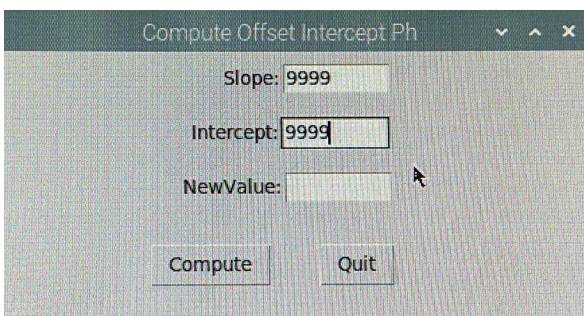 Compute Offset Intercept Ph
Slope: 9999
Intercept: 9999
NewValue:
Compute Quit